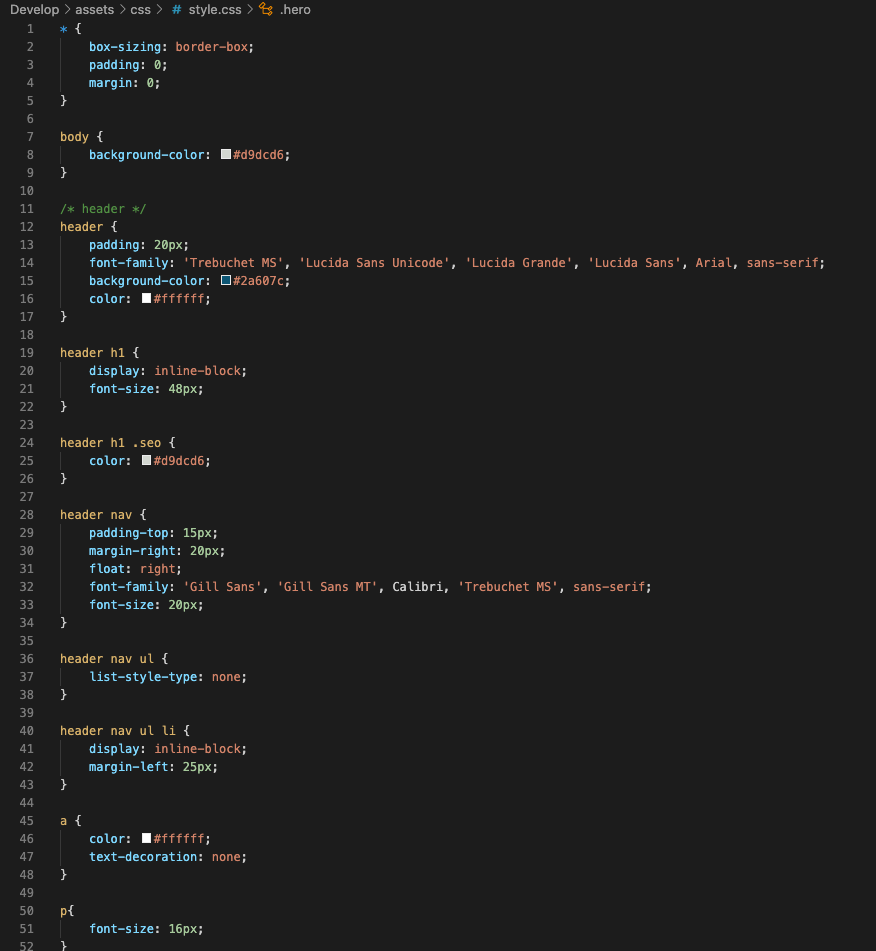 Develop > assets > css > # style.css > .hero
1 * {
2     box-sizing: border-box;
3     padding: 0;
4     margin: 0;
5 }
6
7 body {
8     background-color: #d9dcd6;
9 }
10
11 /* header */
12 header {
13     padding: 20px;
14     font-family: 'Trebuchet MS', 'Lucida Sans Unicode', 'Lucida Grande', 'Lucida Sans', Arial, sans-serif;
15     background-color: #2a607c;
16     color: #ffffff;
17 }
18
19 header h1 {
20     display: inline-block;
21     font-size: 48px;
22 }
23
24 header h1 .seo {
25     color: #d9dcd6;
26 }
27
28 header nav {
29     padding-top: 15px;
30     margin-right: 20px;
31     float: right;
32     font-family: 'Gill Sans', 'Gill Sans MT', Calibri, 'Trebuchet MS', sans-serif;
33     font-size: 20px;
34 }
35
36 header nav ul {
37     list-style-type: none;
38 }
39
40 header nav ul li {
41     display: inline-block;
42     margin-left: 25px;
43 }
44
45 a {
46     color: #ffffff;
47     text-decoration: none;
48 }
49
50 p{
51     font-size: 16px;
52 }